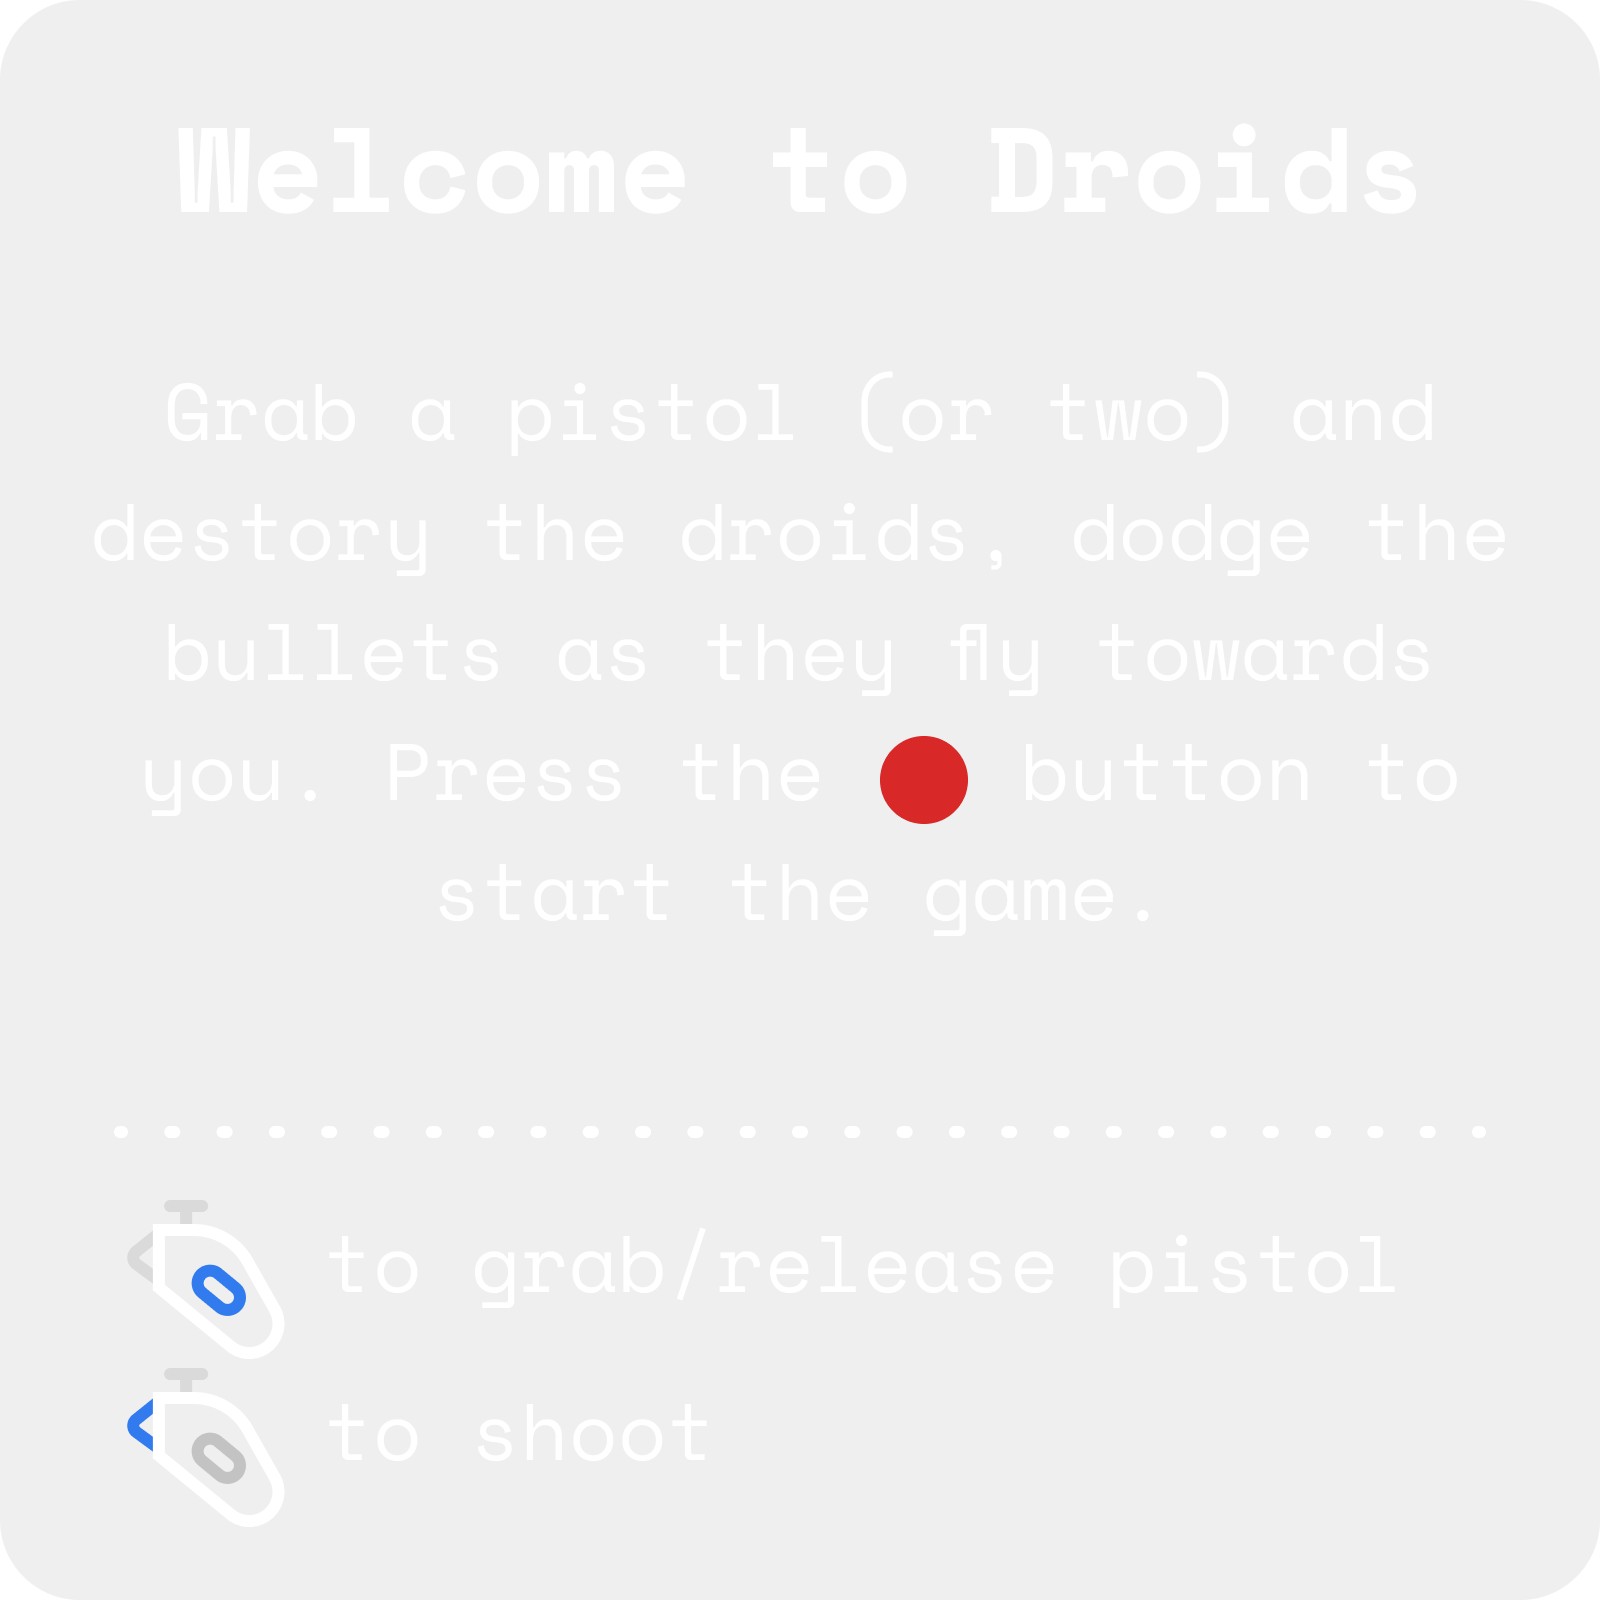 Welcome to Droids
Grab a pistol (or two) and
destory the droids, dodge the
bullets as they fly towards
you. Press the button to
start the game.
to grab/release pistol
to shoot